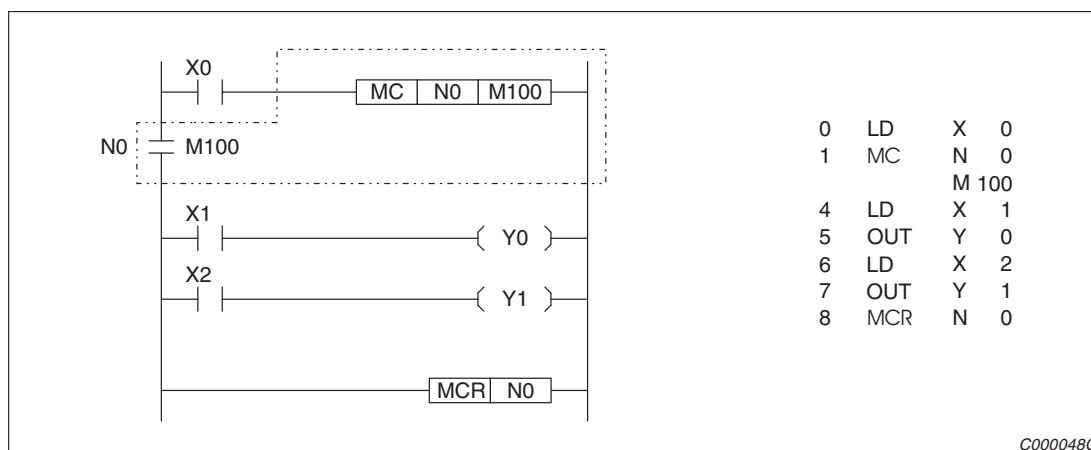 X0
MC N0 M100
N0 M100
X1
Y0
X2
Y1
MCR N0
0 LD X 0
1 MC N 0
M 100
4 LD X 1
5 OUT Y 0
6 LD X 2
7 OUT Y 1
8 MCR N 0